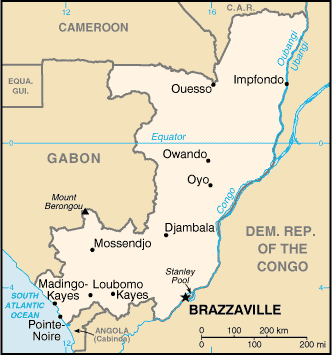 12
16
C.A.R.
CAMEROON
Oubangui
Ubangi
EQUA.
GUI.
Ouesso
Impfondo
0
Equator
0
GABON
Owando
Oyo
Congo
Mount
Berongou
Djambala
Mossendjo
DEM. REP.
OF THE
CONGO
Stanley
Pool
4
Madingo-
Kayes
Loubomo
Kayes
4
SOUTH
ATLANTIC
OCEAN
BRAZZAVILLE
Pointe-
Noire
ANGOLA
(Cabinda)
0 100 200 km
0 100 200 mi
12